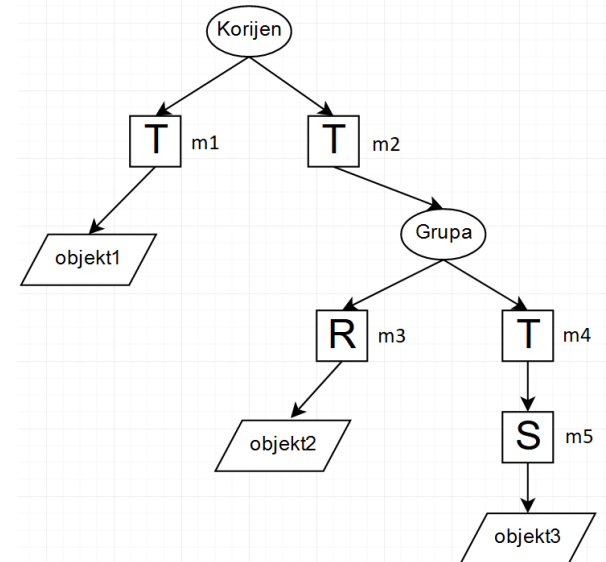 Korijen
T m1
T m2
objekt1
Grupa
R m3
T m4
objekt2
S m5
objekt3